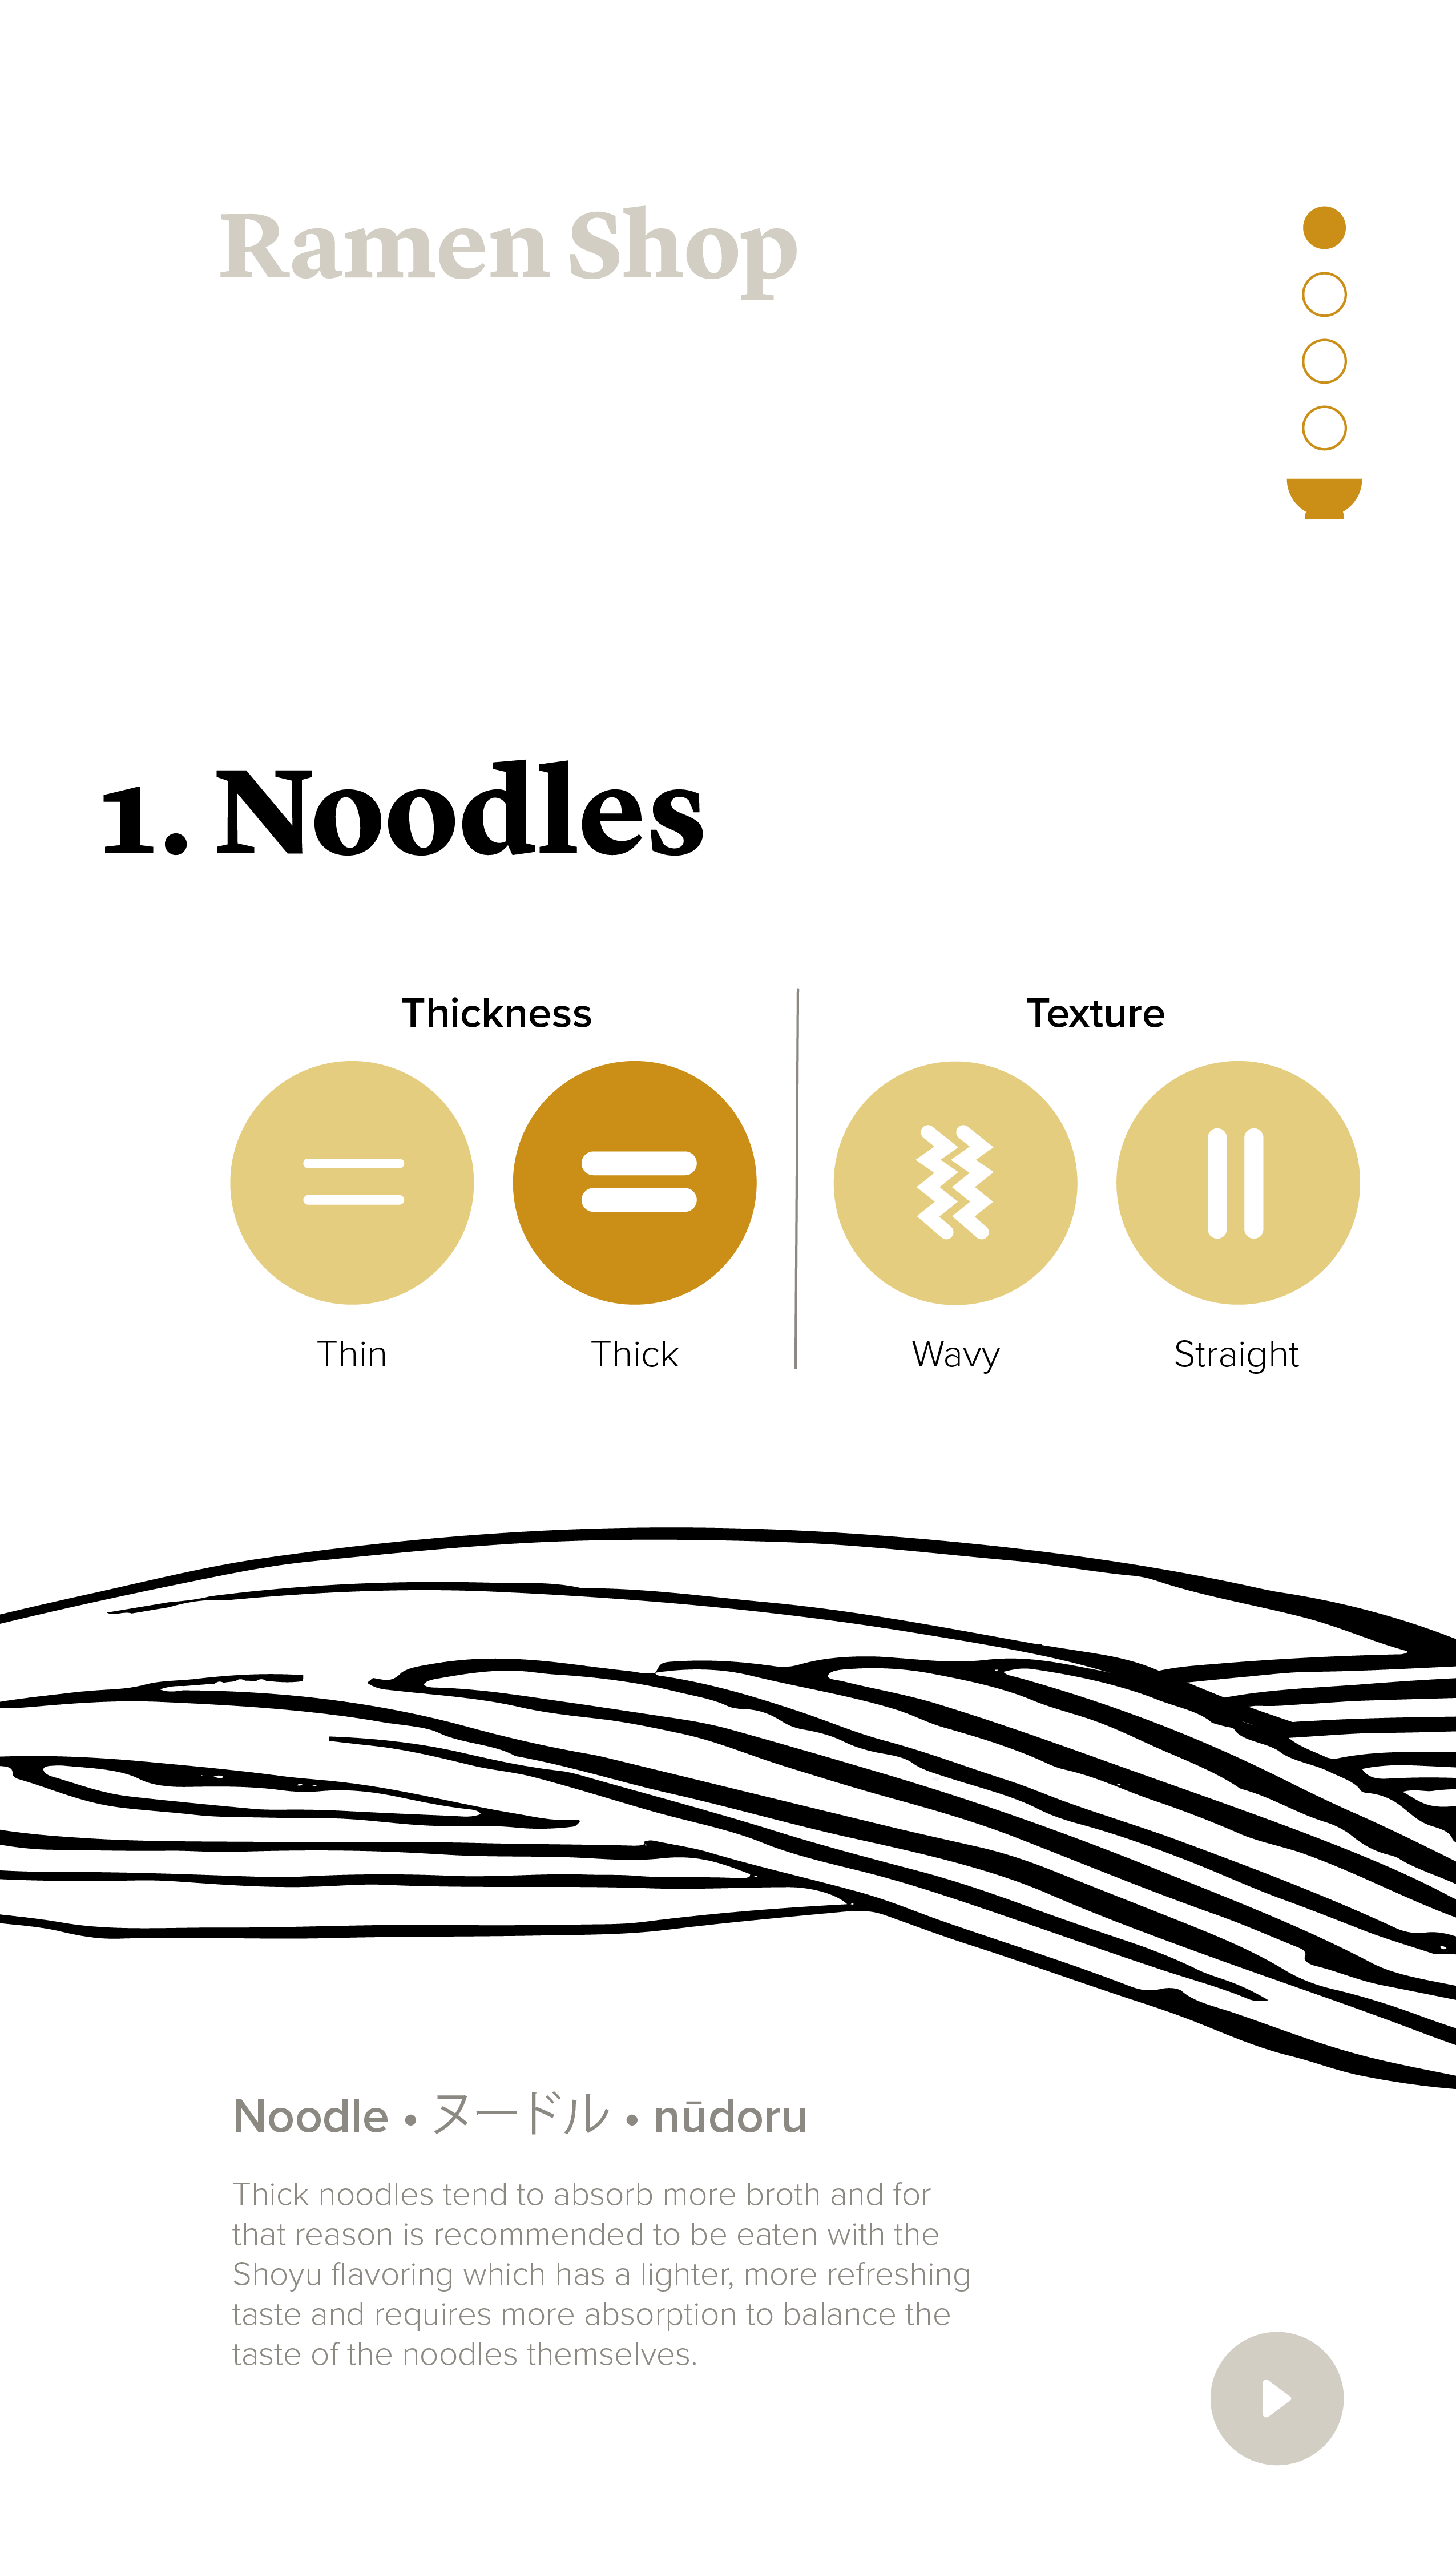 Ramen Shop
1. Noodles
Thickness
Texture
Thin
Thick
Wavy
Straight
Noodle • ヌードル • nūdoru
Thick noodles tend to absorb more broth and for
that reason is recommended to be eaten with the
Shoyu flavoring which has a lighter, more refreshing
taste and requires more absorption to balance the
taste of the noodles themselves.